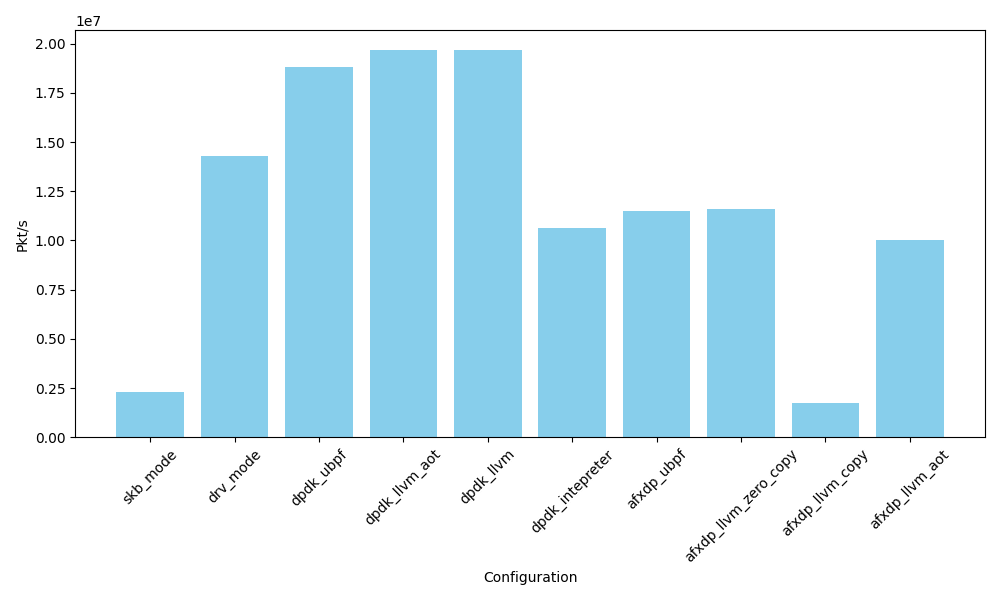 1e7
2.00
1.75
1.50
1.25
1.00
0.75
0.50
0.25
0.00
Pkt/s
skb_mode
drv_mode
dpdk_ubpf
dpdk_llvm_aot
dpdk_llvm
dpdk_intepreter
afxdp_ubpf
afxdp_llvm_zero_copy
afxdp_llvm_copy
afxdp_llvm_aot
Configuration